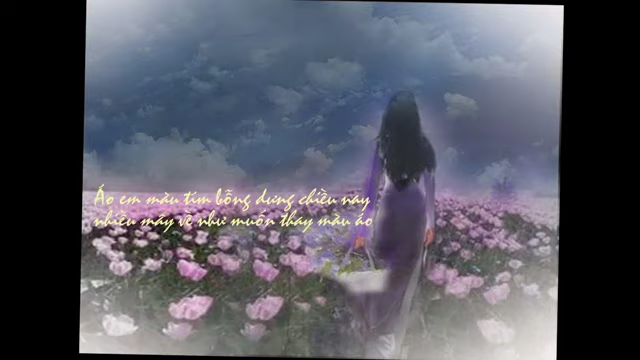 Áo em màu tím bỗng dưng chiều nay
nhiều mây về như muốn thay màu áo